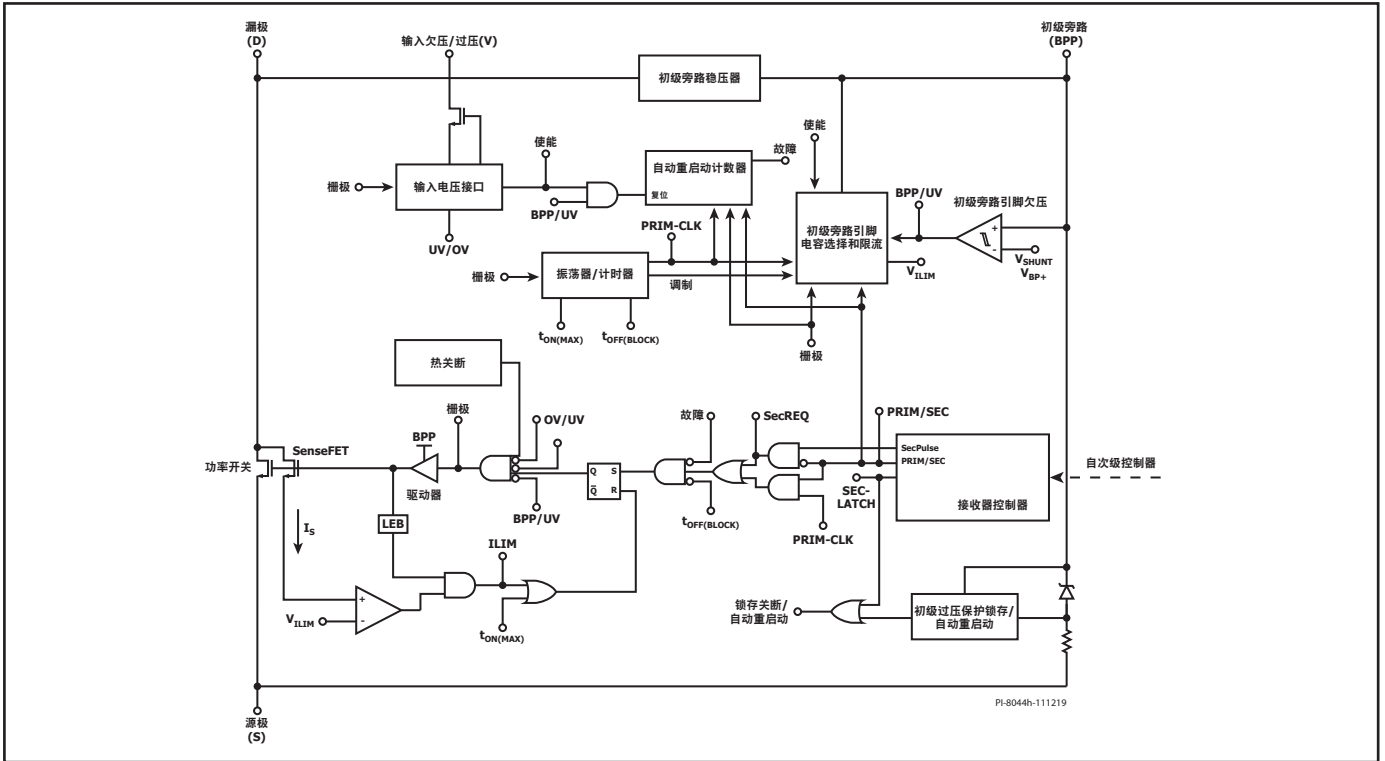 漏极
(D)
输入欠压/过压(V)
初级旁路
(BPP)
初级旁路稳压器
使能
使能
故障
自动重启动计数器
复位
栅极
输入电压接口
BPP/UV
BPP/UV
初级旁路引脚欠压
PRIM-CLK
初级旁路引脚
电容选择和限流
+
-
UV/OV
VSHUNT
VBP+
VILIM
栅极
振荡器/计时器
调制
tON(MAX)
tOFF(BLOCK)
栅极
热关断
栅极
OV/UV
故障
SecREQ
PRIM/SEC
BPP
SenseFET
功率开关
驱动器
SecPulse
PRIM/SEC
自次级控制器
Q
S
Q
R
SEC-
LATCH
接收器控制器
LEB
BPP/UV
tOFF(BLOCK)
PRIM-CLK
IS
ILIM
+
-
VILIM
tON(MAX)
锁存关断/
自动重启动
初级过压保护锁存/
自动重启动
PI-8044h-111219
源极
(S)